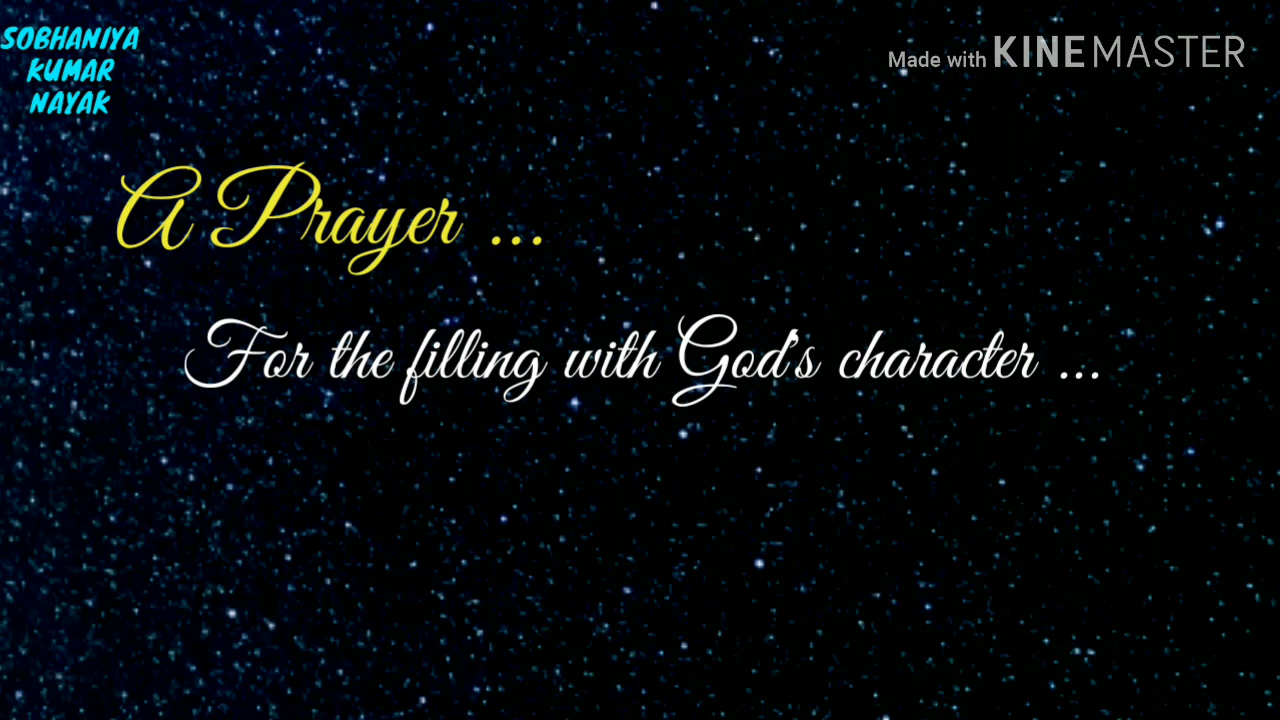 SOBHANIYA
KUMAR
NAYAK
Made with KINEMASTER
A Prayer ...
For the filling with God's character ...